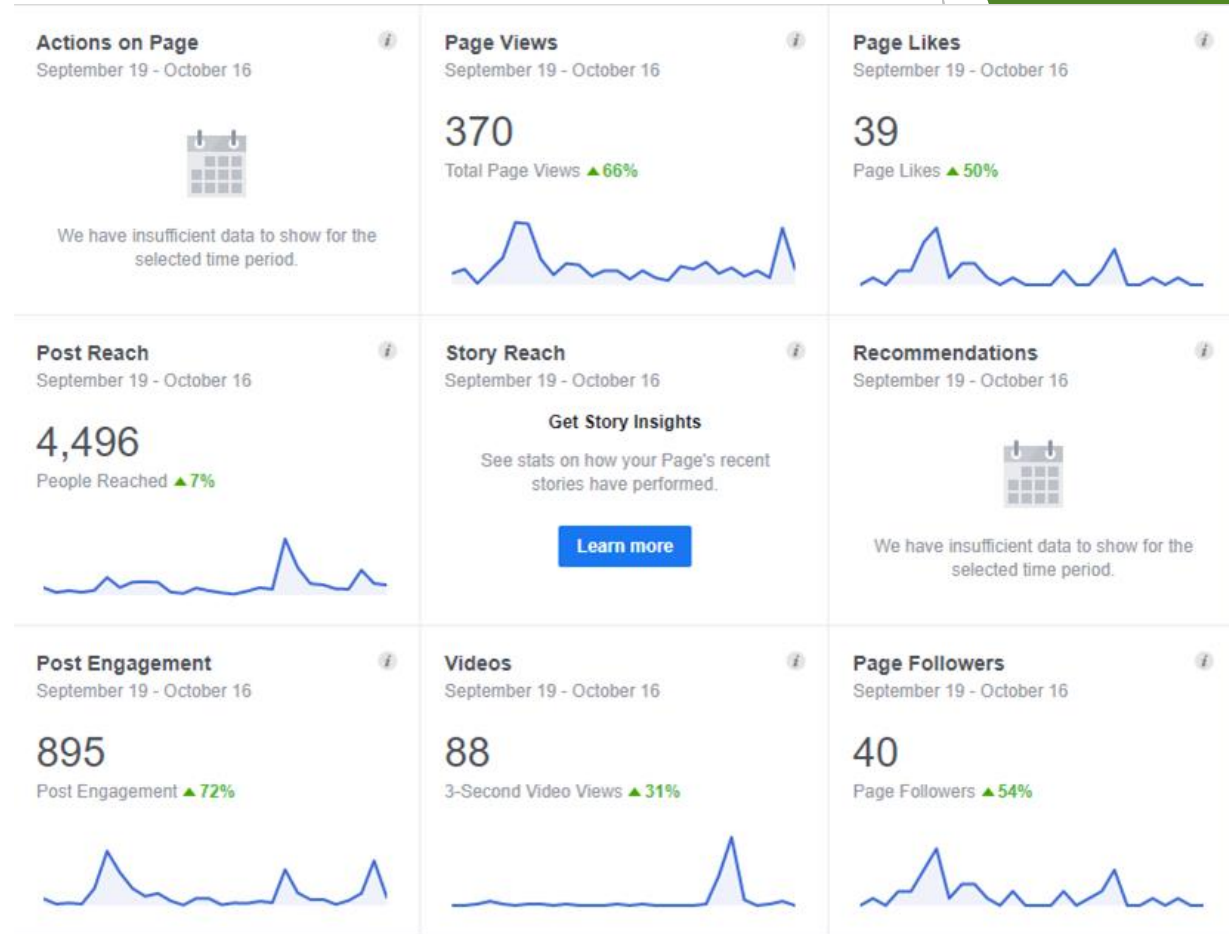 Actions on Page
September 19 - October 16
We have insufficient data to show for the
selected time period.
Page Views
September 19 - October 16
370
Total Page Views ▲ 66%
Page Likes
September 19 - October 16
39
Page Likes ▲ 50%
Post Reach
September 19 - October 16
4,496
People Reached ▲ 7%
Story Reach
September 19 - October 16
Get Story Insights
See stats on how your Page's recent
stories have performed.
Learn more
Recommendations
September 19 - October 16
We have insufficient data to show for the
selected time period.
Post Engagement
September 19 - October 16
895
Post Engagement ▲ 72%
Videos
September 19 - October 16
88
3-Second Video Views ▲ 31%
Page Followers
September 19 - October 16
40
Page Followers ▲ 54%